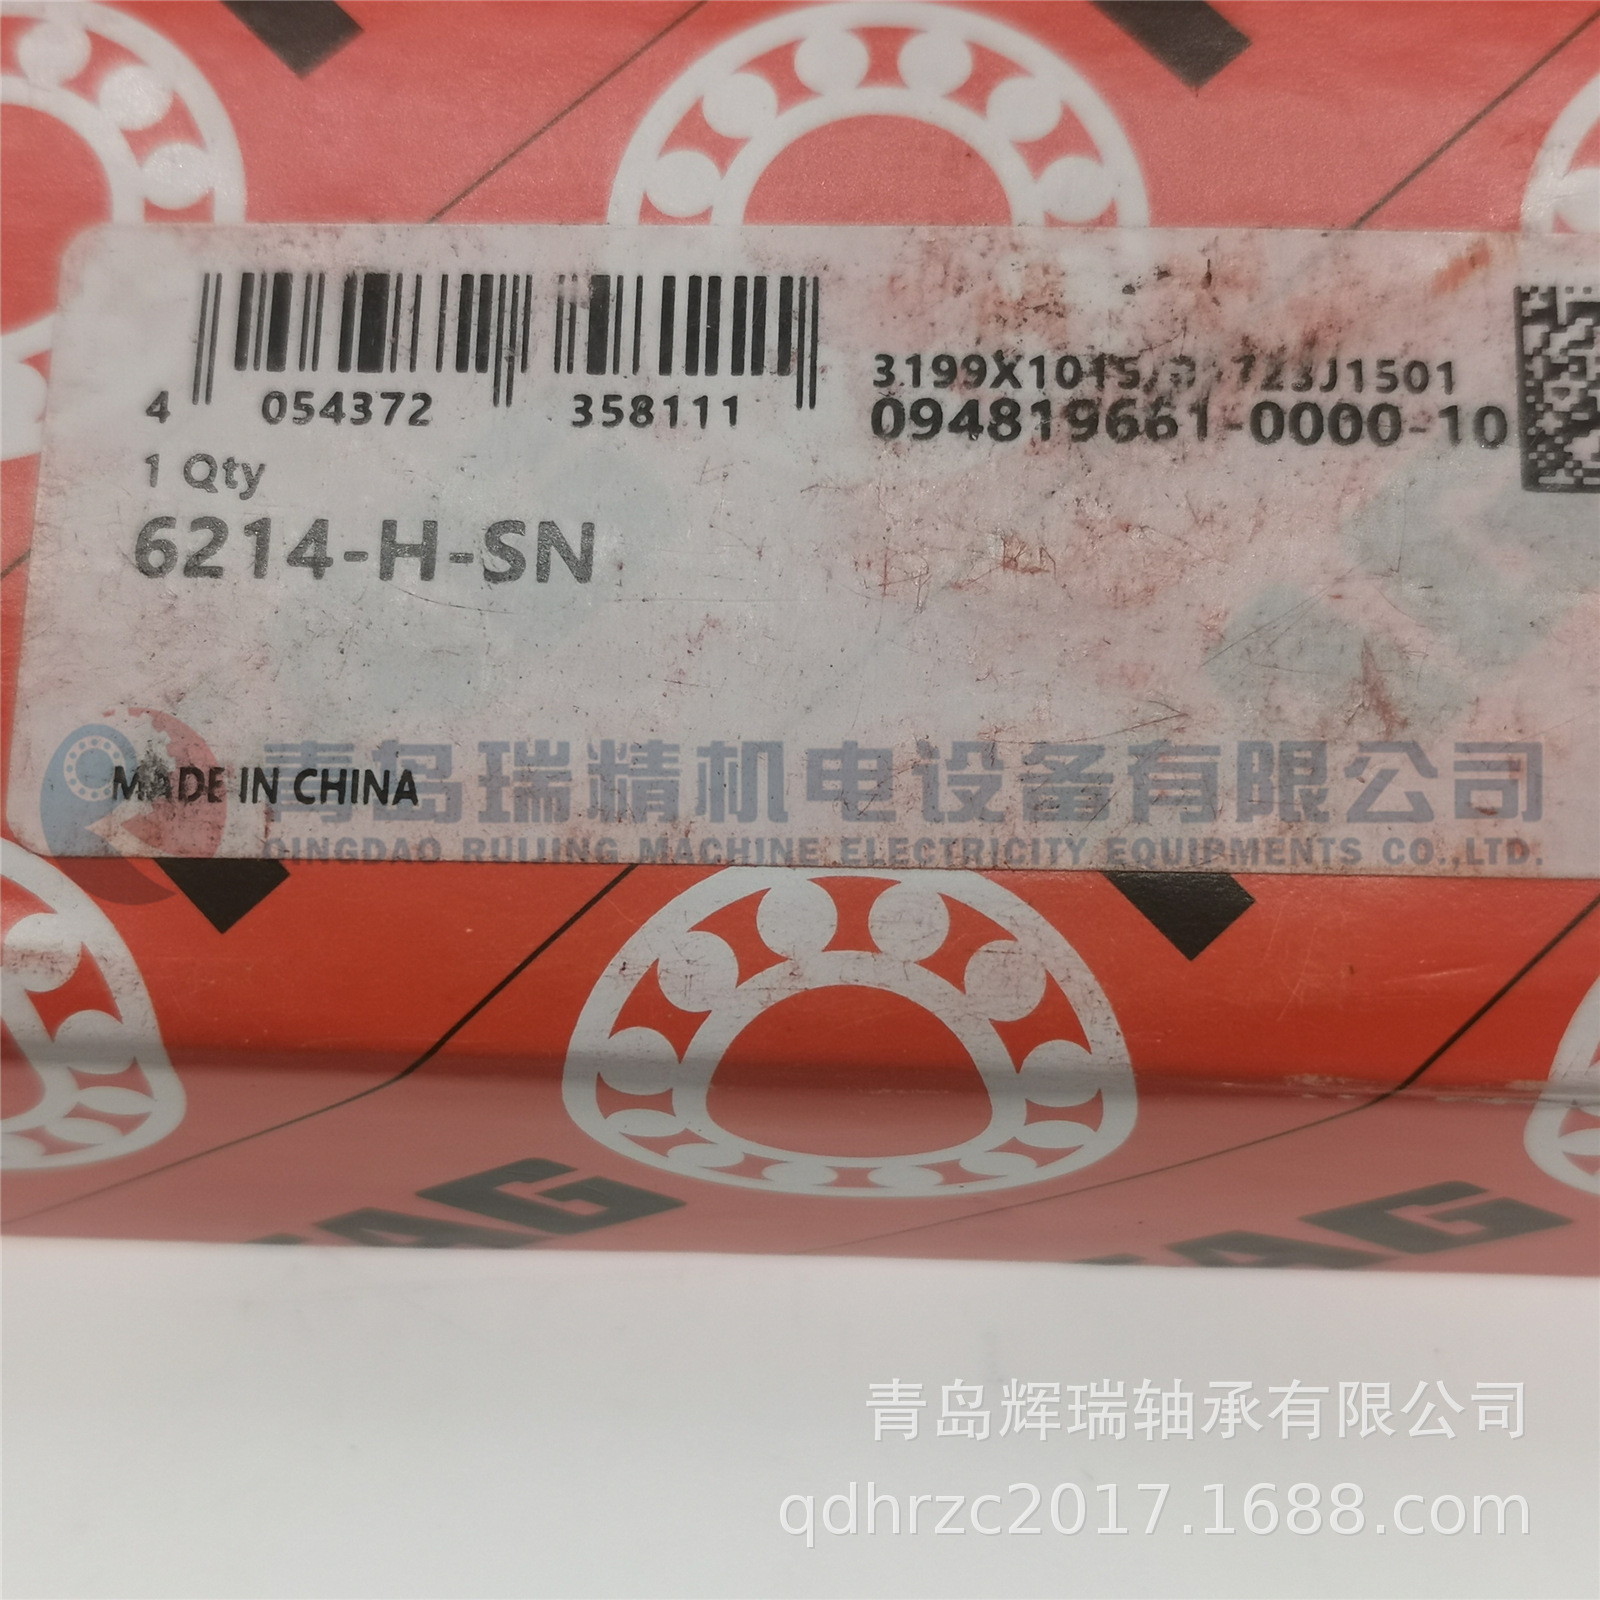 4 054372 358111
094819661-0000-10
1 Qty
6214-H-SN
MADE IN CHINA
青岛瑞精机电设备有限公司
QINGDAO RUIJING MACHINE ELECTRICITY EQUIPMENTS CO.,LTD.
青岛辉瑞轴承有限公司
qdhrzc2017.1688.com